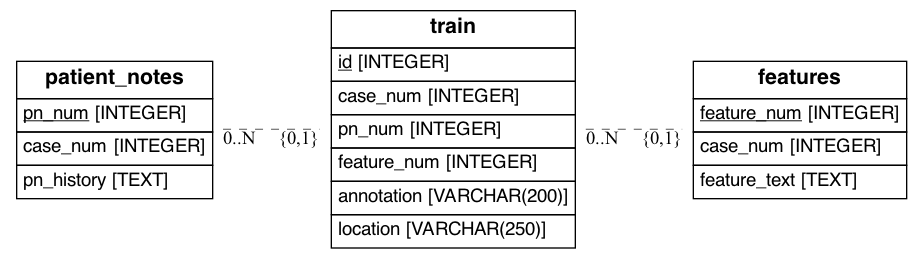 patient_notes
pn_num [INTEGER]
case_num [INTEGER]
pn_history [TEXT]
0..N
{0,1}
train
id [INTEGER]
case_num [INTEGER]
pn_num [INTEGER]
feature_num [INTEGER]
annotation [VARCHAR(200)]
location [VARCHAR(250)]
0..N
{0,1}
features
feature_num [INTEGER]
case_num [INTEGER]
feature_text [TEXT]